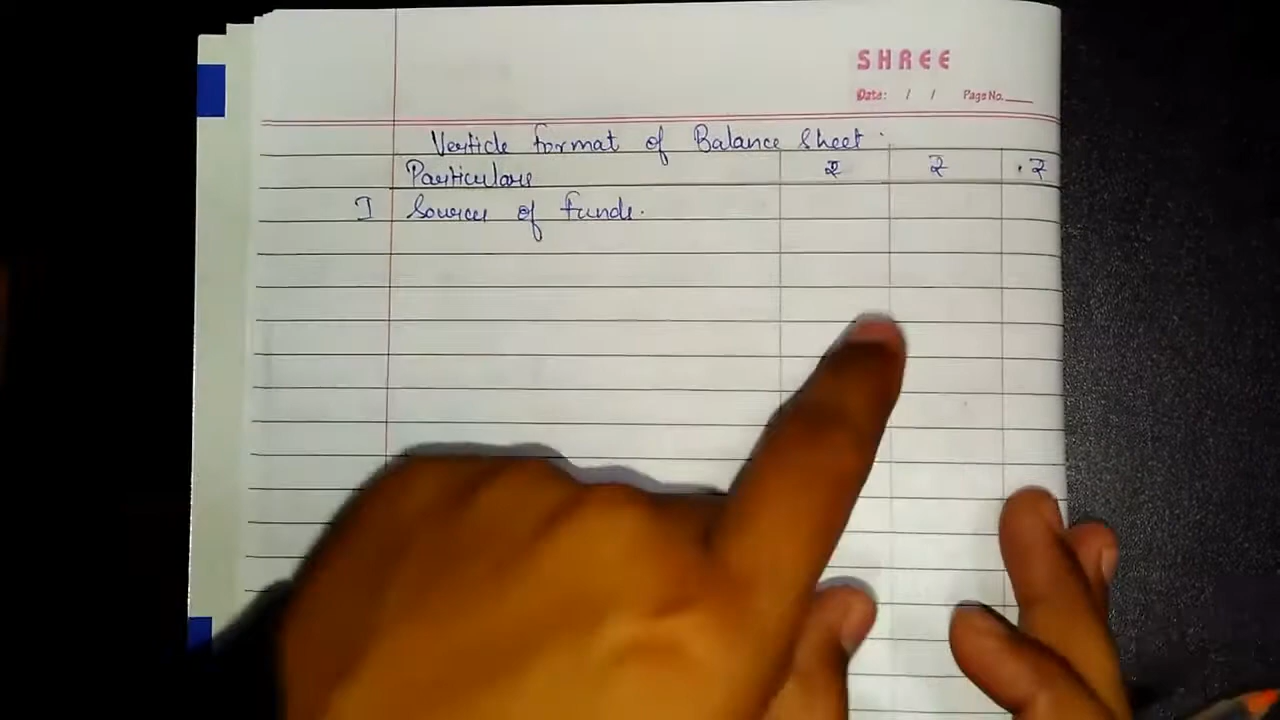 SHREE
Date: / / Page No.
Verticle format of Balance Sheet.
Particulars ₹ ₹ ₹
I Sources of funds.